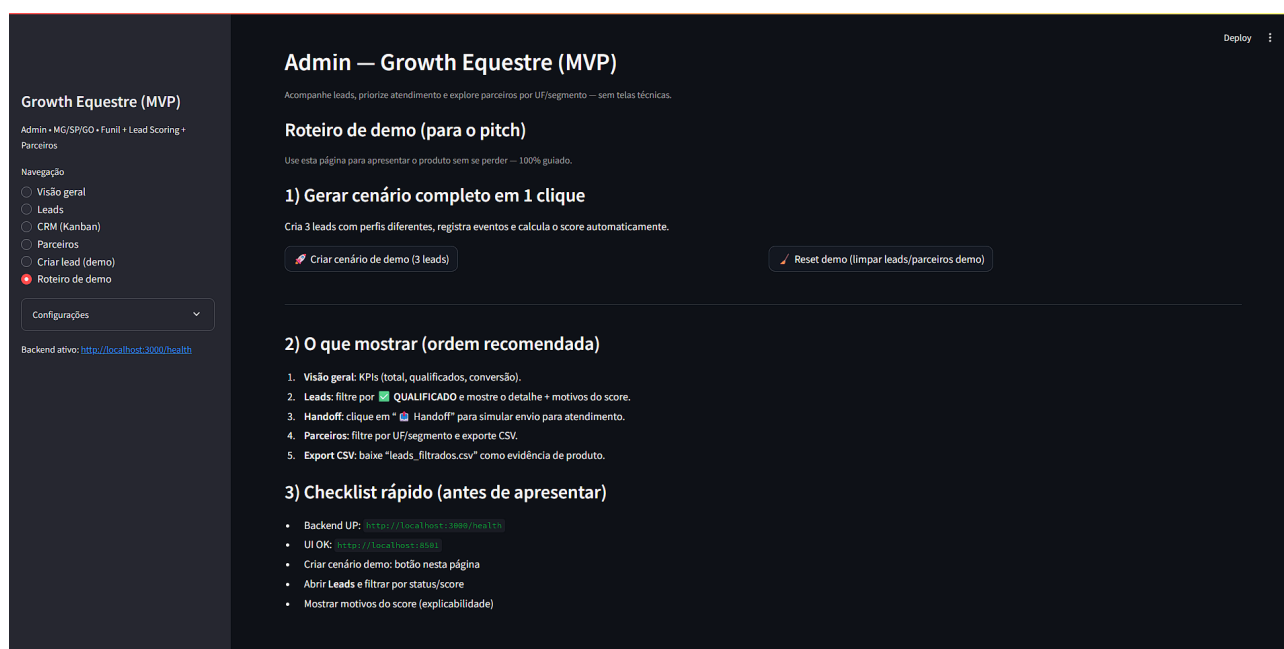 Deploy
Growth Equestre (MVP)
Admin • MG/SP/GO • Funil + Lead Scoring +
Parceiros
Navegação
Visão geral
Leads
CRM (Kanban)
Parceiros
Criar lead (demo)
Roteiro de demo
Configurações
Backend ativo: http://localhost:3000/health
Admin — Growth Equestre (MVP)
Acompanhe leads, priorize atendimento e explore parceiros por UF/segmento — sem telas técnicas.
Roteiro de demo (para o pitch)
Use esta página para apresentar o produto sem se perder — 100% guiado.
1) Gerar cenário completo em 1 clique
Cria 3 leads com perfis diferentes, registra eventos e calcula o score automaticamente.
🚀 Criar cenário de demo (3 leads)
🧹 Reset demo (limpar leads/parceiros demo)
2) O que mostrar (ordem recomendada)
1. Visão geral: KPIs (total, qualificados, conversão).
2. Leads: filtre por ✅ QUALIFICADO e mostre o detalhe + motivos do score.
3. Handoff: clique em “ 📩 Handoff” para simular envio para atendimento.
4. Parceiros: filtre por UF/segmento e exporte CSV.
5. Export CSV: baixe “leads_filtrados.csv” como evidência de produto.
3) Checklist rápido (antes de apresentar)
• Backend UP: http://localhost:3000/health
• UI OK: http://localhost:8501
• Criar cenário demo: botão nesta página
• Abrir Leads e filtrar por status/score
• Mostrar motivos do score (explicabilidade)